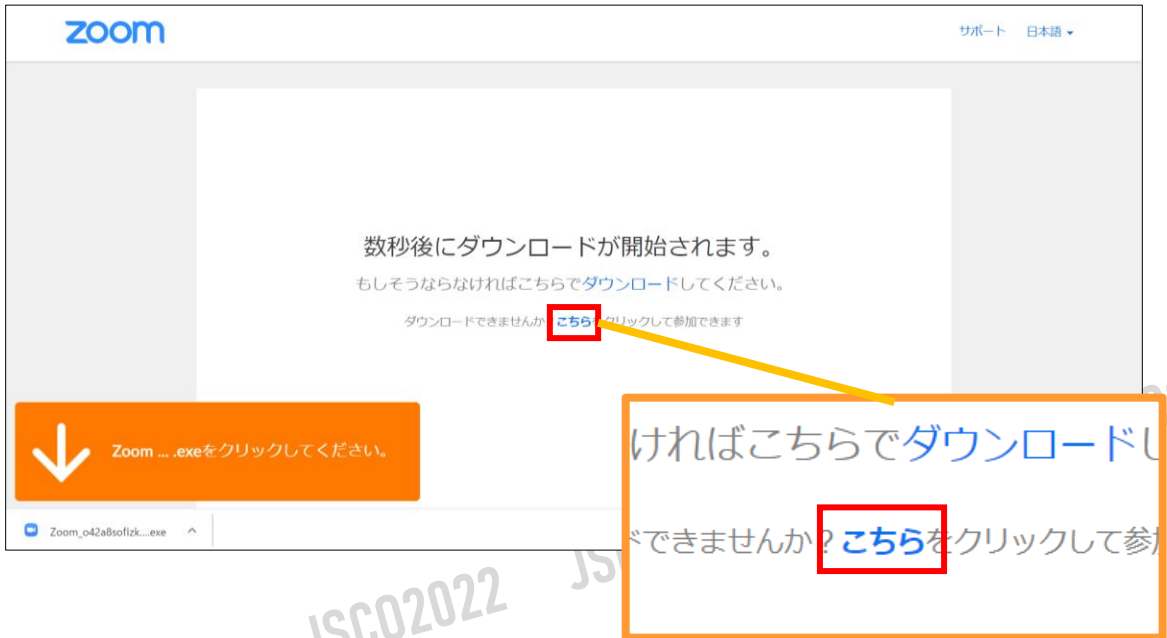 zoom
サポート 日本語
数秒後にダウンロードが開始されます。
もしそうならなければこちらでダウンロードしてください。
ダウンロードできませんか こちらをクリックして参加できます
Zoom ... .exeをクリックしてください。
Zoom_o42a8sofizk....exe
ければこちらでダウンロードし
できませんか?こちらをクリックして参
JSCO2022